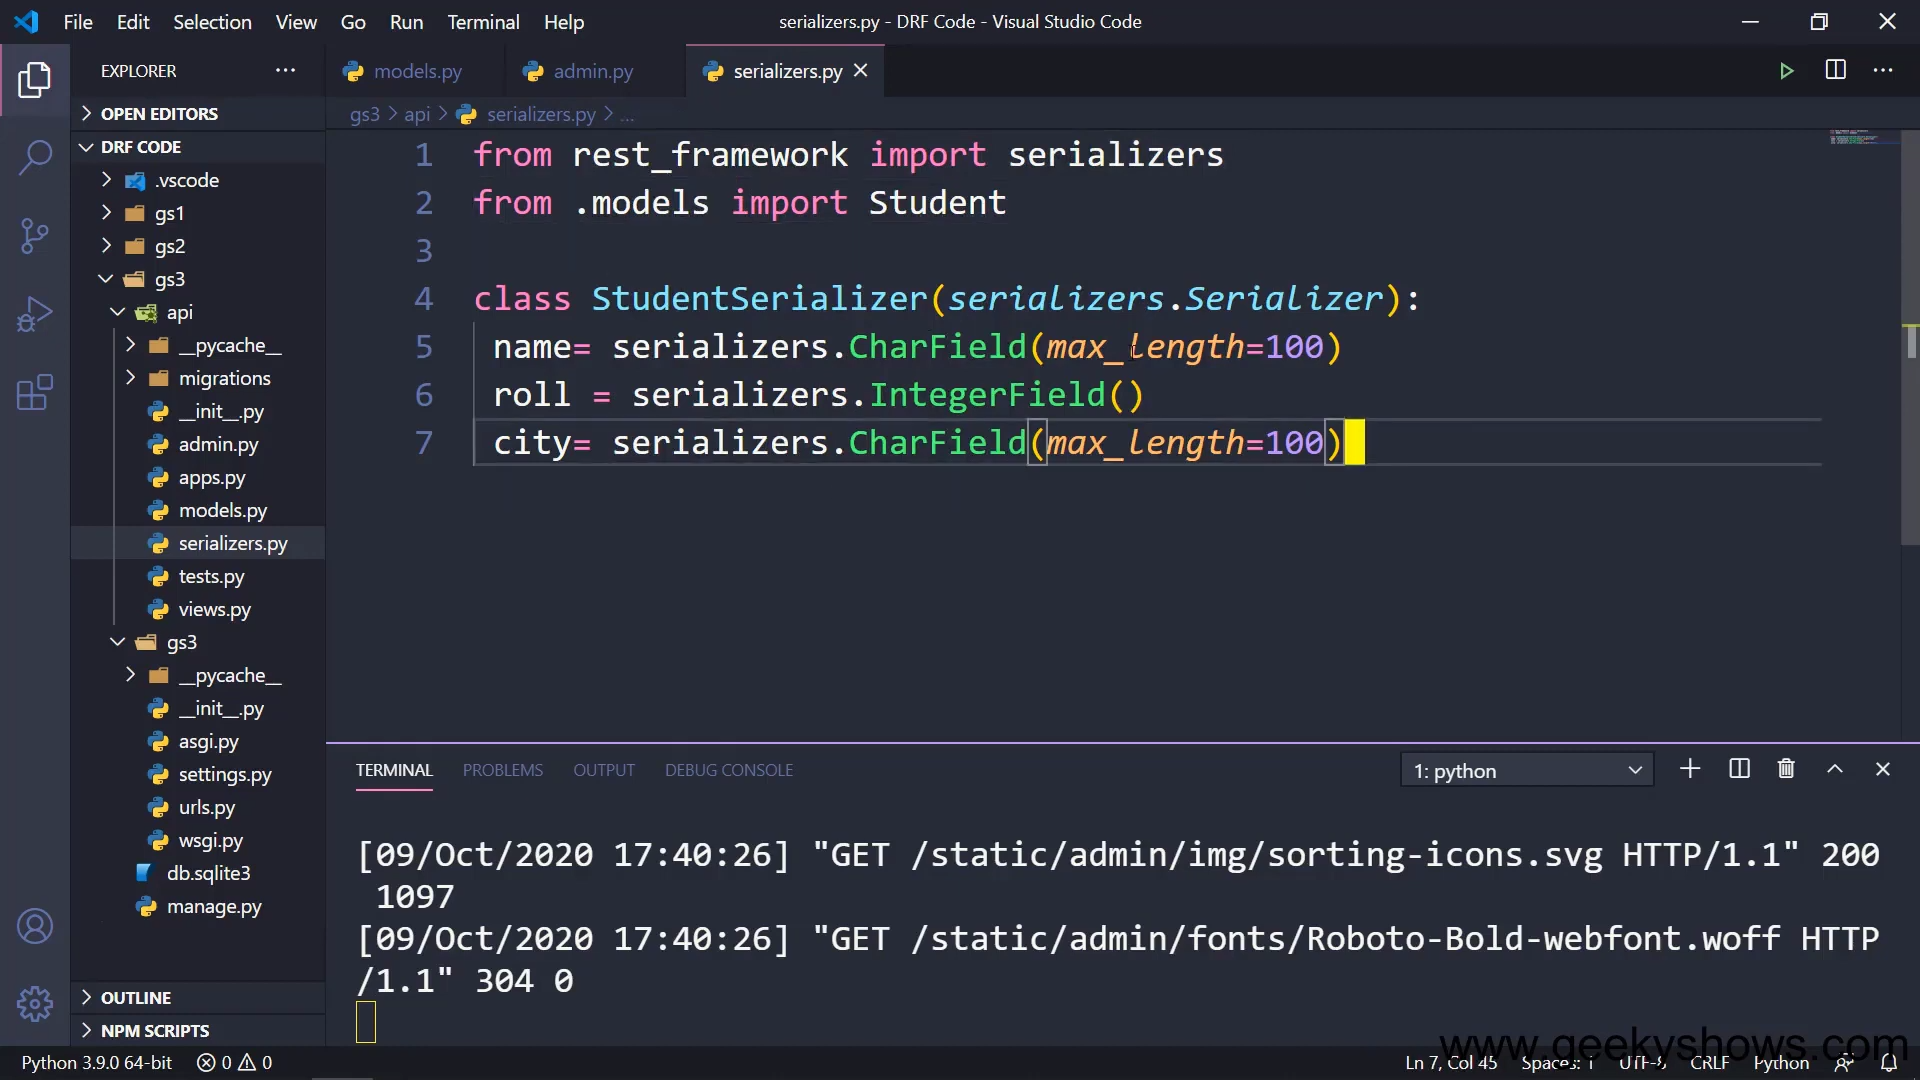 File Edit Selection View Go Run Terminal Help serializers.py - DRF Code - Visual Studio Code
EXPLORER ... models.py admin.py serializers.py
OPEN EDITORS gs3 > api > serializers.py > ...
DRF CODE
.vscode
gs1
gs2
gs3
api
__pycache__
migrations
__init__.py
admin.py
apps.py
models.py
serializers.py
tests.py
views.py
gs3
__pycache__
__init__.py
asgi.py
settings.py
urls.py
wsgi.py
db.sqlite3
manage.py
OUTLINE
NPM SCRIPTS
1 from rest_framework import serializers
2 from .models import Student
3
4 class StudentSerializer(serializers.Serializer):
5 name= serializers.CharField(max_length=100)
6 roll = serializers.IntegerField()
7 city= serializers.CharField(max_length=100)
TERMINAL PROBLEMS OUTPUT DEBUG CONSOLE 1: python
[09/Oct/2020 17:40:26] "GET /static/admin/img/sorting-icons.svg HTTP/1.1" 200
1097
[09/Oct/2020 17:40:26] "GET /static/admin/fonts/Roboto-Bold-webfont.woff HTTP
/1.1" 304 0
www.geekyshows.com
Python 3.9.0 64-bit 0 0 Ln 7, Col 45 Spaces: 1 UTF-8 CRLF Python